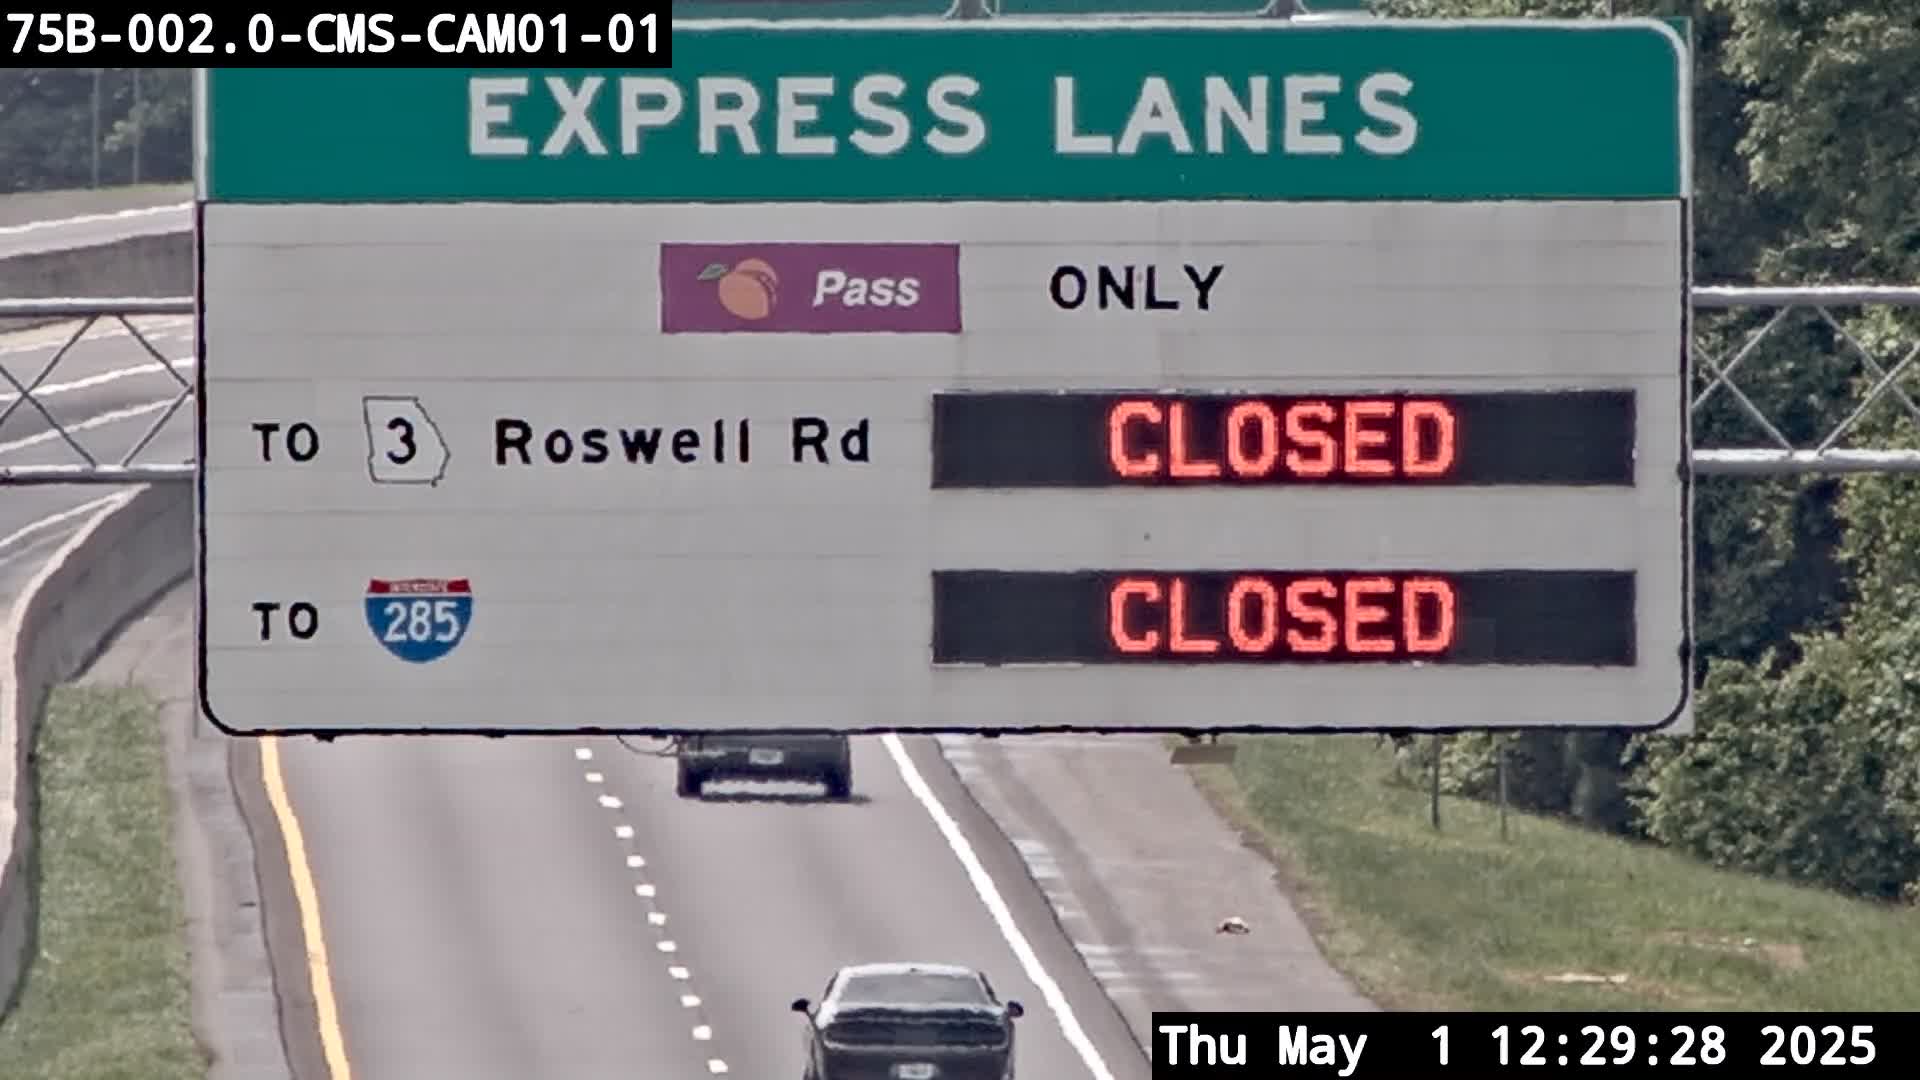 75B-002.0-CMS-CAM01-01
EXPRESS LANES
Pass ONLY
TO 3 Roswell Rd CLOSED
INTERSTATE
TO 285 CLOSED
Thu May 1 12:29:28 2025